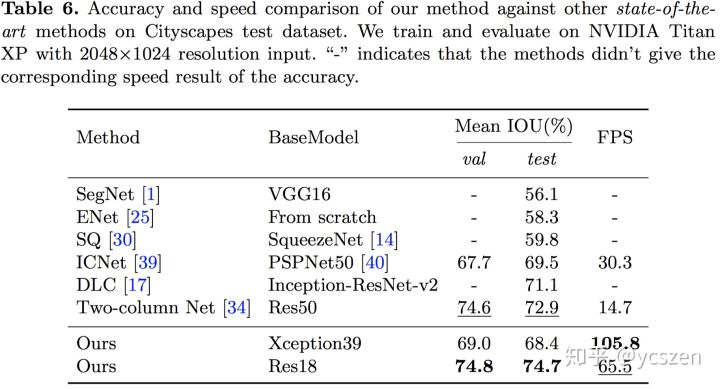 Table 6. Accuracy and speed comparison of our method against other state-of-the-
art methods on Cityscapes test dataset. We train and evaluate on NVIDIA Titan
XP with 2048×1024 resolution input. “-” indicates that the methods didn’t give the
corresponding speed result of the accuracy.
Method BaseModel Mean IOU(%) FPS
val test
SegNet [1] VGG16 - 56.1 -
ENet [25] From scratch - 58.3 -
SQ [30] SqueezeNet [14] - 59.8 -
ICNet [39] PSPNet50 [40] 67.7 69.5 30.3
DLC [17] Inception-ResNet-v2 - 71.1 -
Two-column Net [34] Res50 74.6 72.9 14.7
Ours Xception39 69.0 68.4 105.8
Ours Res18 74.8 74.7 65.5
知乎 @ycszen